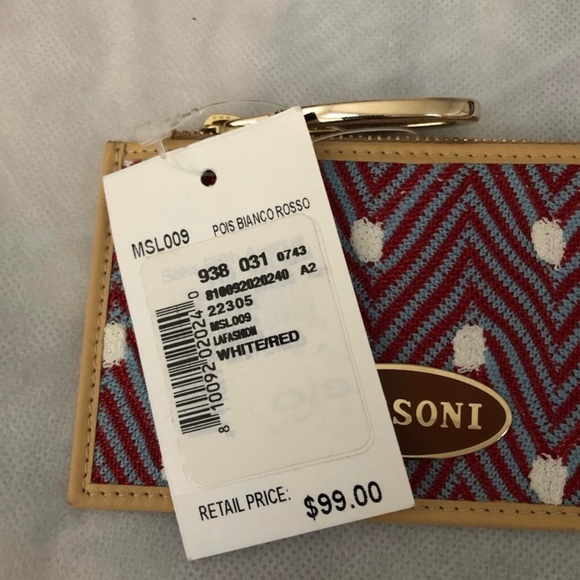 MSL009 POIS BIANCO ROSSO
938 031 0743
810092020240 A2
22305
MSL009
LAFASHION
WHITE/RED
8 10092 02024 0
RETAIL PRICE: $99.00
SONI